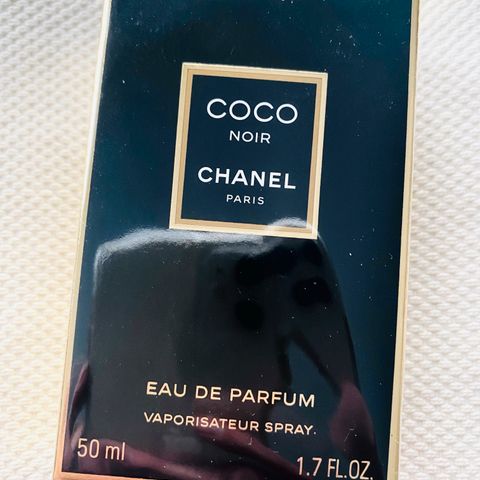 COCO
NOIR
CHANEL
PARIS
EAU DE PARFUM
VAPORISATEUR SPRAY
50 ml
1.7 FL.OZ.